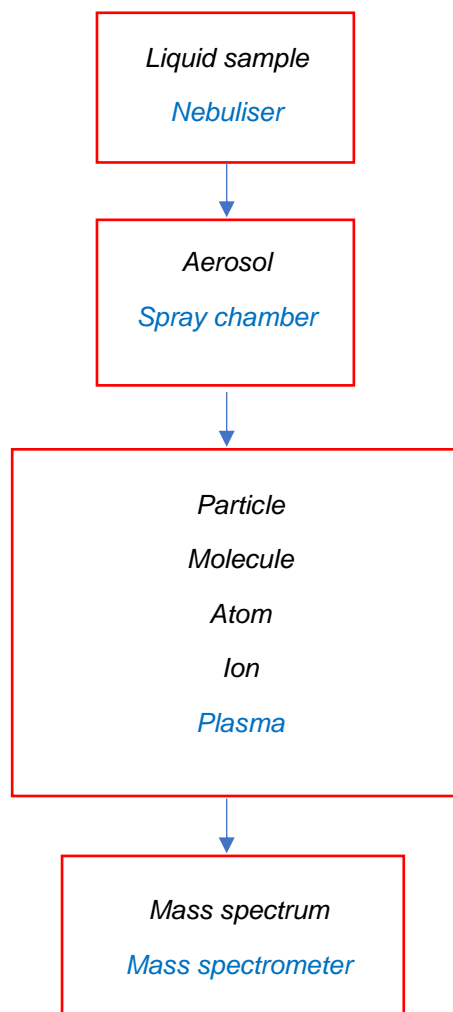 Liquid sample
Nebuliser
Aerosol
Spray chamber
Particle
Molecule
Atom
Ion
Plasma
Mass spectrum
Mass spectrometer